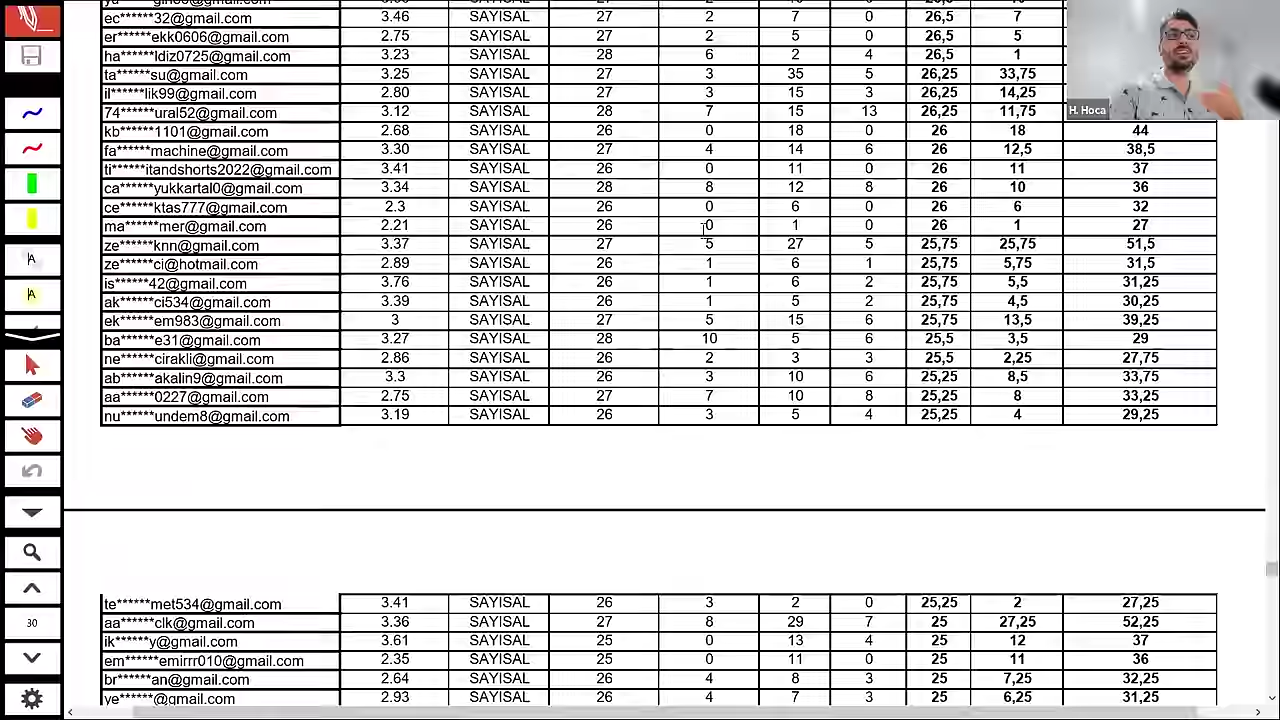 ec******32@gmail.com 3.46 SAYISAL 27 2 7 0 26,5 7
er******ekk0606@gmail.com 2.75 SAYISAL 27 2 5 0 26,5 5
ha******ldiz0725@gmail.com 3.23 SAYISAL 28 6 2 4 26,5 1
ta******su@gmail.com 3.25 SAYISAL 27 3 35 5 26,25 33,75
il******lik99@gmail.com 2.80 SAYISAL 27 3 15 3 26,25 14,25
74******ural52@gmail.com 3.12 SAYISAL 28 7 15 13 26,25 11,75
H. Hoca
kb******1101@gmail.com 2.68 SAYISAL 26 0 18 0 26 18 44
fa******machine@gmail.com 3.30 SAYISAL 27 4 14 6 26 12,5 38,5
ti******itandshorts2022@gmail.com 3.41 SAYISAL 26 0 11 0 26 11 37
ca******yukkartal0@gmail.com 3.34 SAYISAL 28 8 12 8 26 10 36
ce******ktas777@gmail.com 2.3 SAYISAL 26 0 6 0 26 6 32
ma******mer@gmail.com 2.21 SAYISAL 26 0 1 0 26 1 27
ze******knn@gmail.com 3.37 SAYISAL 27 5 27 5 25,75 25,75 51,5
ze******ci@hotmail.com 2.89 SAYISAL 26 1 6 1 25,75 5,75 31,5
is******42@gmail.com 3.76 SAYISAL 26 1 6 2 25,75 5,5 31,25
ak******ci534@gmail.com 3.39 SAYISAL 26 1 5 2 25,75 4,5 30,25
ek******em983@gmail.com 3 SAYISAL 27 5 15 6 25,75 13,5 39,25
ba******e31@gmail.com 3.27 SAYISAL 28 10 5 6 25,5 3,5 29
ne******cirakli@gmail.com 2.86 SAYISAL 26 2 3 3 25,5 2,25 27,75
ab******akalin9@gmail.com 3.3 SAYISAL 26 3 10 6 25,25 8,5 33,75
aa******0227@gmail.com 2.75 SAYISAL 27 7 10 8 25,25 8 33,25
nu******undem8@gmail.com 3.19 SAYISAL 26 3 5 4 25,25 4 29,25
te******met534@gmail.com 3.41 SAYISAL 26 3 2 0 25,25 2 27,25
aa******clk@gmail.com 3.36 SAYISAL 27 8 29 7 25 27,25 52,25
ik******y@gmail.com 3.61 SAYISAL 25 0 13 4 25 12 37
em******emirrr010@gmail.com 2.35 SAYISAL 25 0 11 0 25 11 36
br******an@gmail.com 2.64 SAYISAL 26 4 8 3 25 7,25 32,25
ye******@gmail.com 2.93 SAYISAL 26 4 7 3 25 6,25 31,25
A
A
30